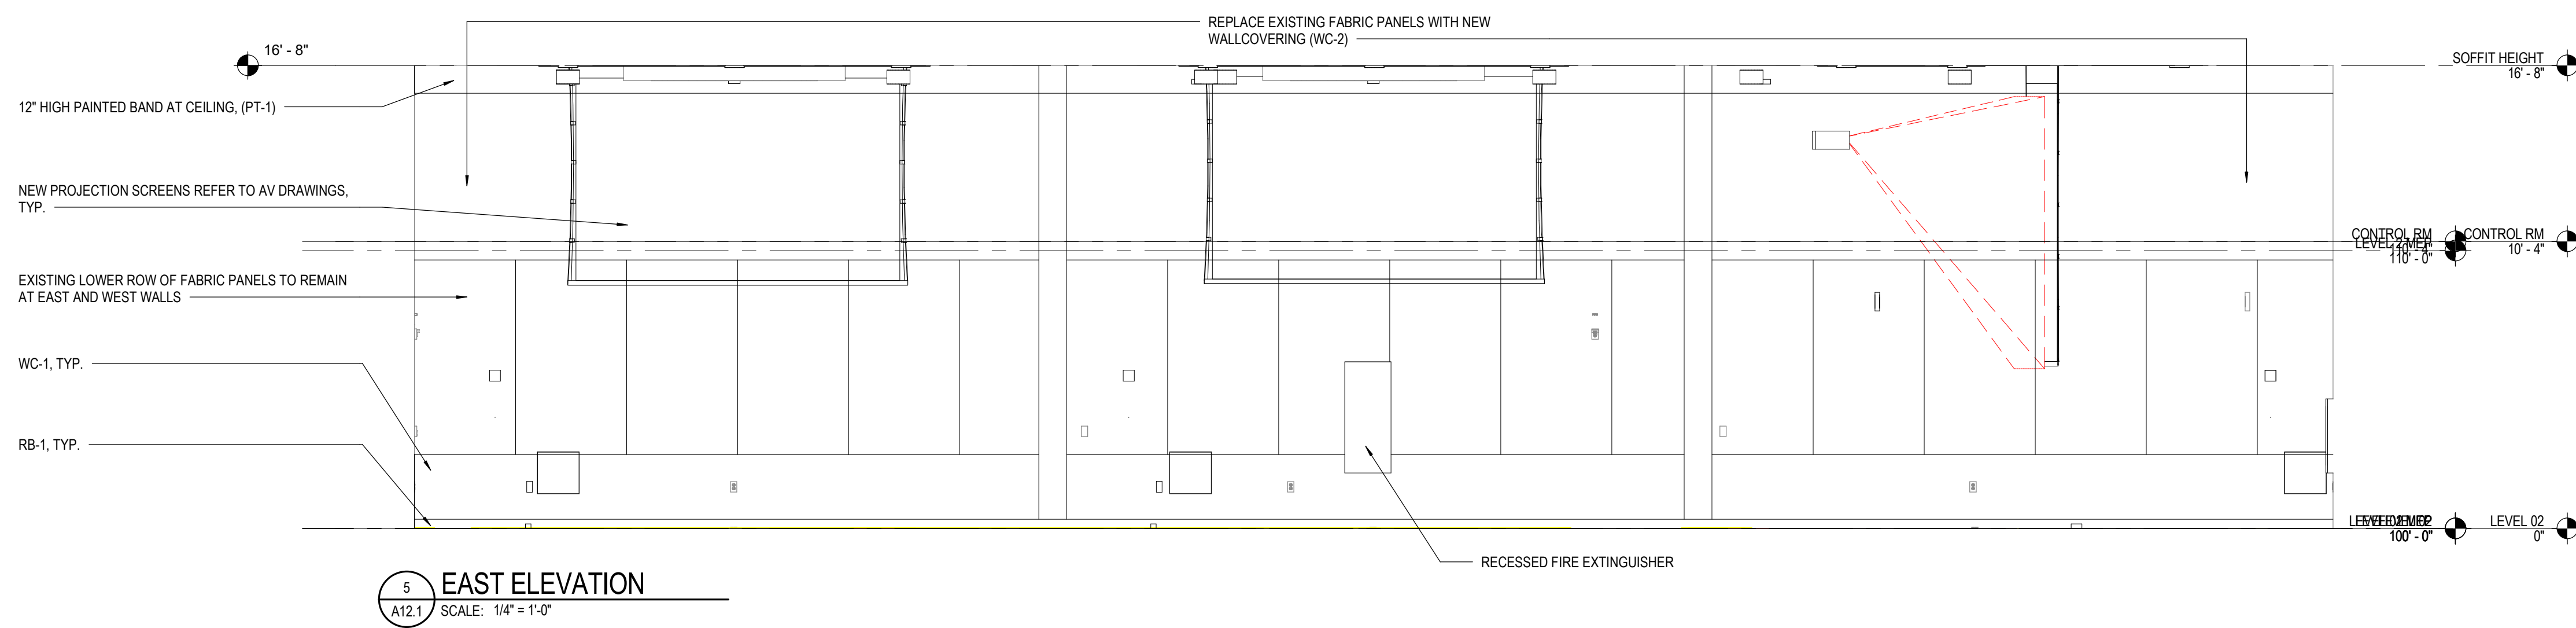 REPLACE EXISTING FABRIC PANELS WITH NEW
WALLCOVERING (WC-2)
16' - 8"
SOFFIT HEIGHT
16' - 8"
12" HIGH PAINTED BAND AT CEILING, (PT-1)
NEW PROJECTION SCREENS REFER TO AV DRAWINGS,
TYP.
CONTROL RM
CONTROL RM
10' - 4"
110' - 0"
EXISTING LOWER ROW OF FABRIC PANELS TO REMAIN
AT EAST AND WEST WALLS
WC-1, TYP.
RB-1, TYP.
100' - 0"
LEVEL 02
0"
RECESSED FIRE EXTINGUISHER
5
A12.1
EAST ELEVATION
SCALE: 1/4" = 1'-0"